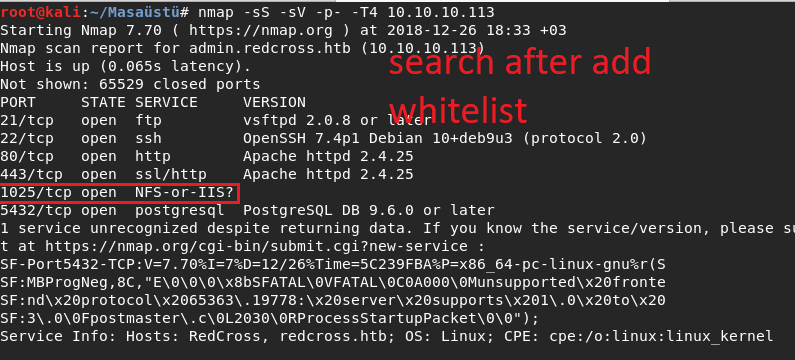 root@kali:~/Masaüstü# nmap -sS -sV -p- -T4 10.10.10.113
Starting Nmap 7.70 ( https://nmap.org ) at 2018-12-26 18:33 +03
Nmap scan report for admin.redcross.htb (10.10.10.113)
Host is up (0.065s latency).
Not shown: 65529 closed ports
PORT     STATE SERVICE     VERSION
21/tcp   open  ftp         vsftpd 2.0.8 or later
22/tcp   open  ssh         OpenSSH 7.4p1 Debian 10+deb9u3 (protocol 2.0)
80/tcp   open  http        Apache httpd 2.4.25
443/tcp  open  ssl/http    Apache httpd 2.4.25
1025/tcp open  NFS-or-IIS?
5432/tcp open  postgresql  PostgreSQL DB 9.6.0 or later
1 service unrecognized despite returning data. If you know the service/version, please su
t at https://nmap.org/cgi-bin/submit.cgi?new-service :
SF-Port5432-TCP:V=7.70%I=7%D=12/26%Time=5C239FBA%P=x86_64-pc-linux-gnu%r(S
SF:MBProgNeg,8C,"E\0\0\0\x8bSFATAL\0VFATAL\0C0A000\0Munsupported\x20fronte
SF:nd\x20protocol\x2065363\.19778:\x20server\x20supports\x201\.0\x20to\x20
SF:3\.0\0Fpostmaster\.c\0L2030\0RProcessStartupPacket\0\0");
Service Info: Hosts: RedCross, redcross.htb; OS: Linux; CPE: cpe:/o:linux:linux_kernel
search after add
whitelist